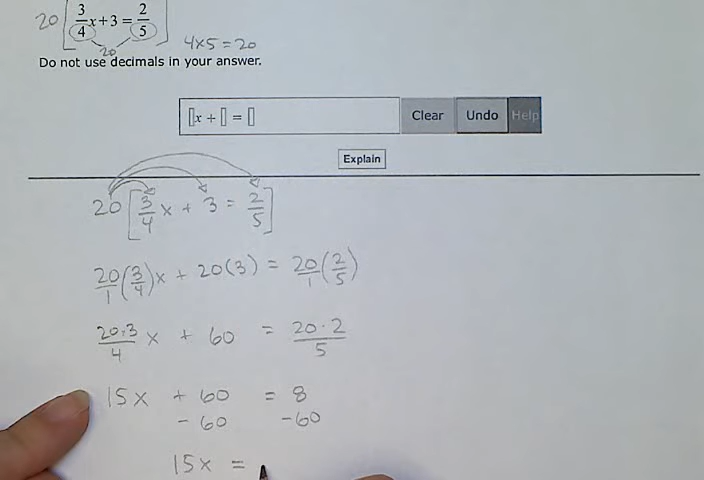 20 [ 3/4 x + 3 = 2/5 ]
20
4x5=20
Do not use decimals in your answer.
[]x + [] = []
Clear Undo Help
Explain
20 [ 3/4 x + 3 = 2/5 ]
20/1 (3/4)x + 20(3) = 20/1 (2/5)
20·3/4 x + 60 = 20·2/5
15x + 60 = 8
-60 -60
15x =